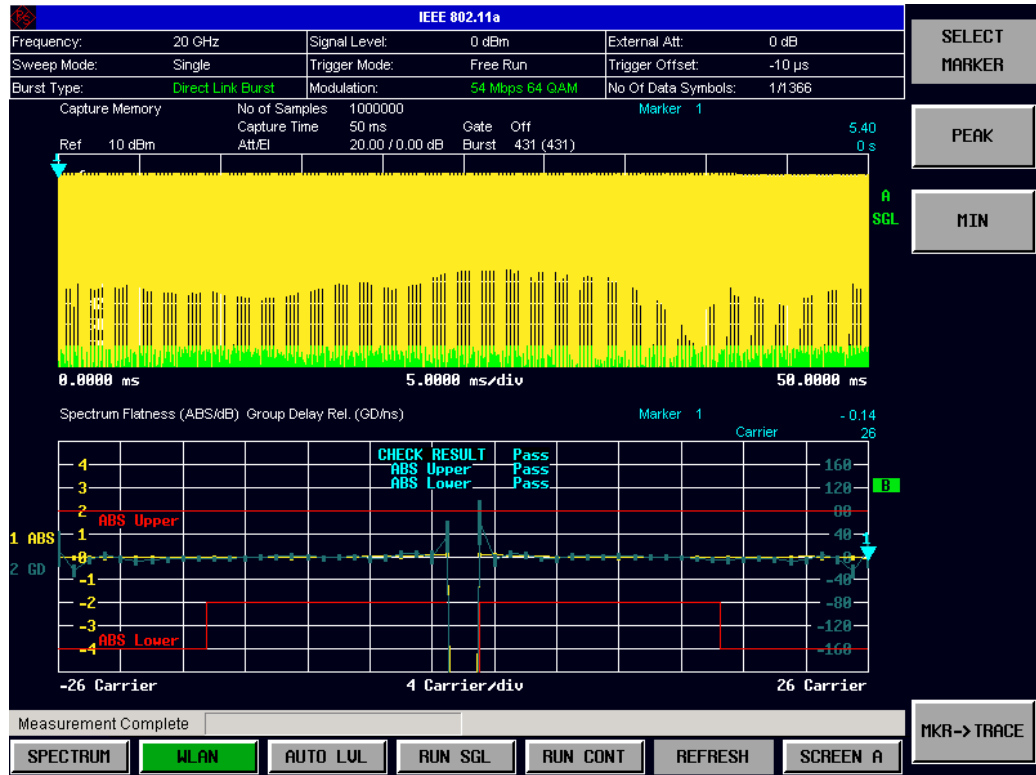 IEEE 802.11a
Frequency: 20 GHz Signal Level: 0 dBm External Att: 0 dB
Sweep Mode: Single Trigger Mode: Free Run Trigger Offset: -10 µs
Burst Type: Direct Link Burst Modulation: 54 Mbps 64 QAM No Of Data Symbols: 1/1366
SELECT MARKER
PEAK
MIN
Capture Memory No of Samples 1000000 Marker 1
Capture Time 50 ms Gate Off 5.40
Ref 10 dBm Att/El 20.00 / 0.00 dB Burst 431 (431) 0 s
1
A
SGL
0.0000 ms 5.0000 ms/div 50.0000 ms
Spectrum Flatness (ABS/dB) Group Delay Rel. (GD/ns) Marker 1 - 0.14
Carrier 26
CHECK RESULT Pass
4 ABS Upper Pass 160
3 ABS Lower Pass 120 B
2 80
ABS Upper
1 ABS 1 40 1
0 0
2 GD -1 -40
-2 -80
-3 -120
ABS Lower
-4 -160
-26 Carrier 4 Carrier/div 26 Carrier
Measurement Complete
MKR-> TRACE
SPECTRUM WLAN AUTO LVL RUN SGL RUN CONT REFRESH SCREEN A